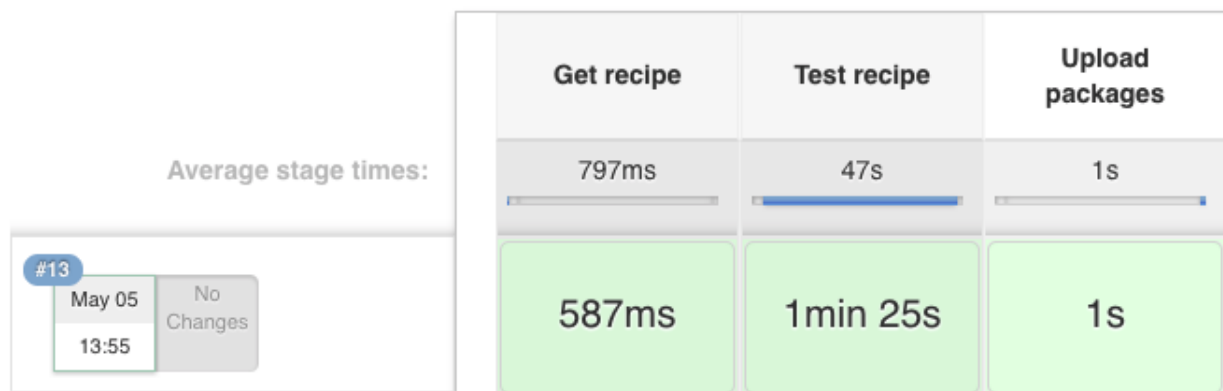 Get recipe
Test recipe
Upload
packages
Average stage times:
797ms
47s
1s
#13
May 05
13:55
No
Changes
587ms
1min 25s
1s